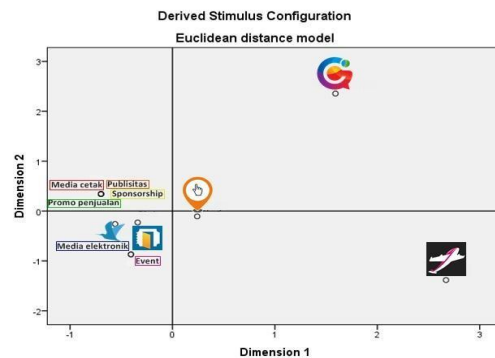 Derived Stimulus Configuration
Euclidean distance model
Dimension 2
3
2
1
0
-1
-2
Media cetak
Publisitas
Sponsorship
Promo penjualan
Media elektronik
Event
-1
0
1
2
3
Dimension 1